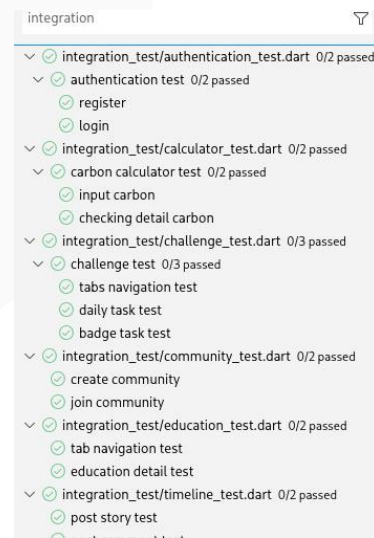 integration
integration_test/authentication_test.dart 0/2 passed
authentication test 0/2 passed
register
login
integration_test/calculator_test.dart 0/2 passed
carbon calculator test 0/2 passed
input carbon
checking detail carbon
integration_test/challenge_test.dart 0/3 passed
challenge test 0/3 passed
tabs navigation test
daily task test
badge task test
integration_test/community_test.dart 0/2 passed
create community
join community
integration_test/education_test.dart 0/2 passed
tab navigation test
education detail test
integration_test/timeline_test.dart 0/2 passed
post story test